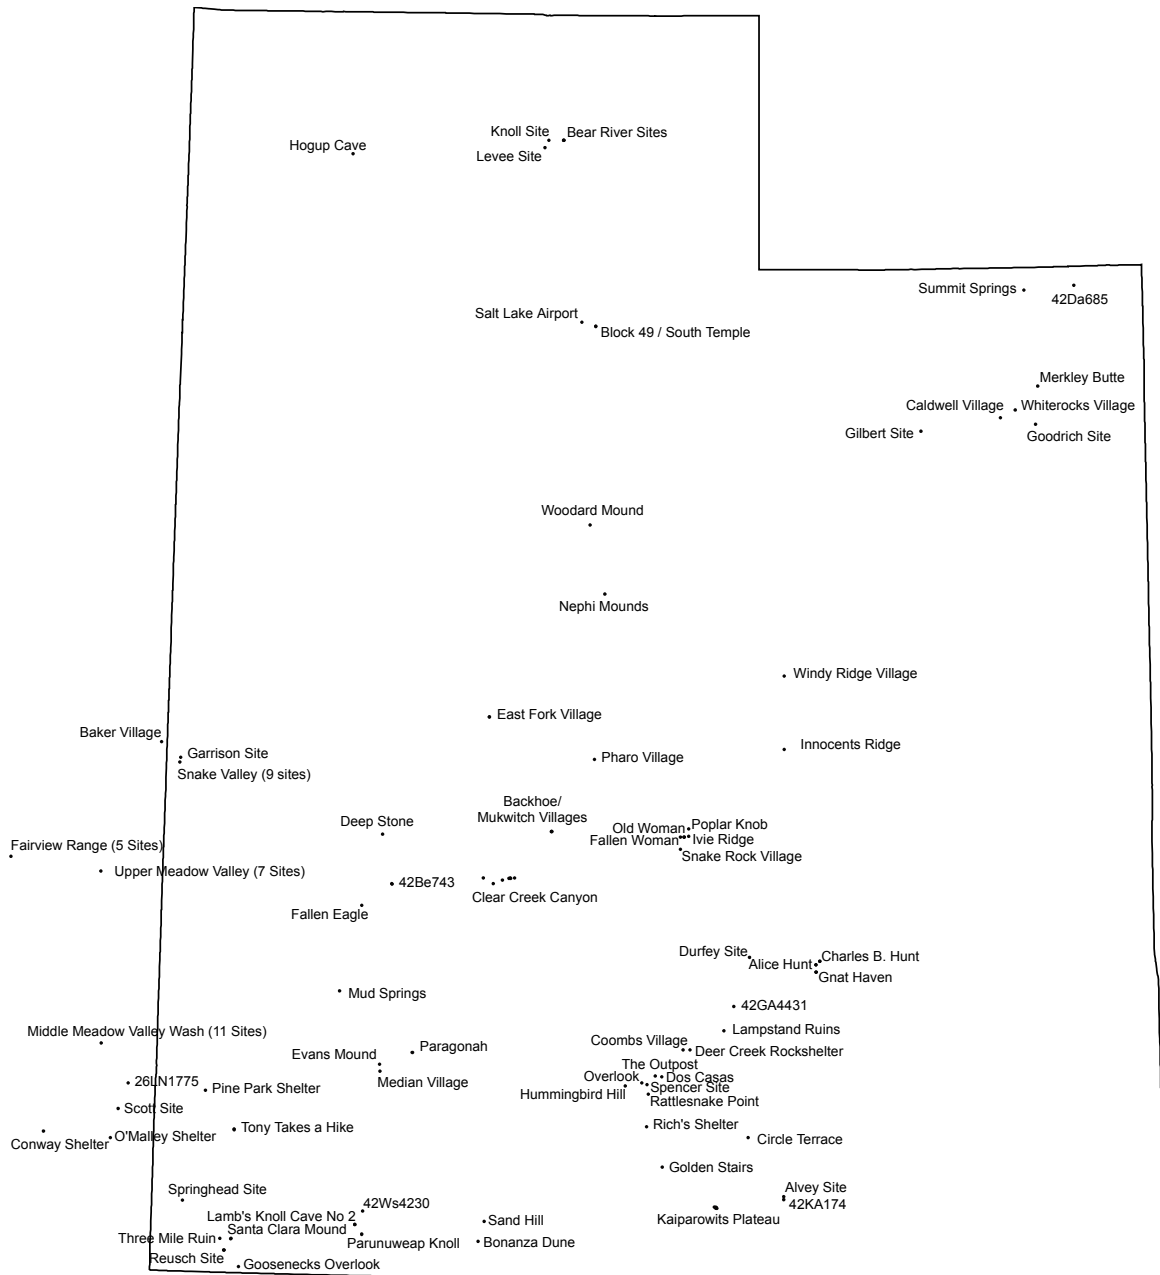 Knoll Site
Bear River Sites
Hogup Cave
Levee Site
Summit Springs
42Da685
Salt Lake Airport
Block 49 / South Temple
Merkley Butte
Caldwell Village
Whiterocks Village
Gilbert Site
Goodrich Site
Woodard Mound
Nephi Mounds
Windy Ridge Village
East Fork Village
Baker Village
Innocents Ridge
Garrison Site
Pharo Village
Snake Valley (9 sites)
Backhoe/
Mukwitch Villages
Deep Stone
Poplar Knob
Old Woman
Fallen Woman
Ivie Ridge
Fairview Range (5 Sites)
Snake Rock Village
Upper Meadow Valley (7 Sites)
42Be743
Clear Creek Canyon
Fallen Eagle
Durfey Site
Charles B. Hunt
Alice Hunt
Gnat Haven
Mud Springs
42GA4431
Middle Meadow Valley Wash (11 Sites)
Lampstand Ruins
Coombs Village
Paragonah
Evans Mound
Deer Creek Rockshelter
The Outpost
Overlook
Dos Casas
26LN1775
Median Village
Pine Park Shelter
Spencer Site
Hummingbird Hill
Rattlesnake Point
Scott Site
Tony Takes a Hike
Rich's Shelter
O'Malley Shelter
Conway Shelter
Circle Terrace
Golden Stairs
Springhead Site
Alvey Site
42Ws4230
42KA174
Lamb's Knoll Cave No 2
Sand Hill
Kaiparowits Plateau
Santa Clara Mound
Three Mile Ruin
Parunuweap Knoll
Bonanza Dune
Reusch Site
Goosenecks Overlook